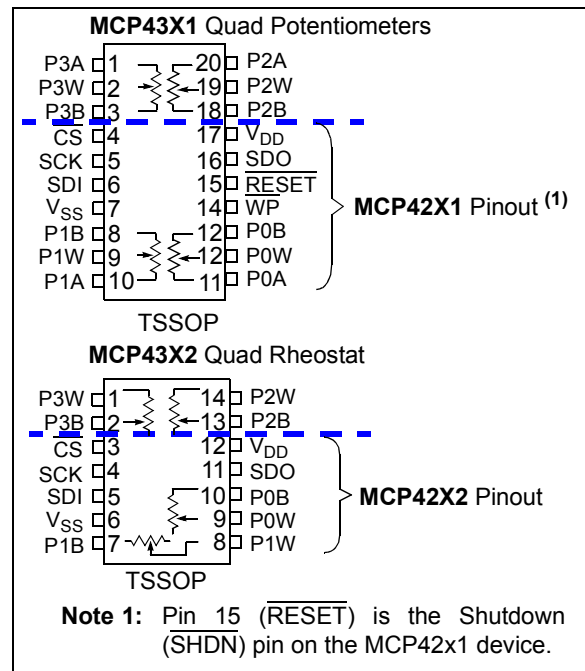 MCP43X1 Quad Potentiometers
P3A 1 20 P2A
P3W 2 19 P2W
P3B 3 18 P2B
CS 4 17 VDD
SCK 5 16 SDO
SDI 6 15 RESET
VSS 7 14 WP
P1B 8 12 P0B
P1W 9 12 P0W
P1A 10 11 P0A
MCP42X1 Pinout (1)
TSSOP
MCP43X2 Quad Rheostat
P3W 1 14 P2W
P3B 2 13 P2B
CS 3 12 VDD
SCK 4 11 SDO
SDI 5 10 P0B
VSS 6 9 P0W
P1B 7 8 P1W
MCP42X2 Pinout
TSSOP
Note 1: Pin 15 (RESET) is the Shutdown
(SHDN) pin on the MCP42x1 device.